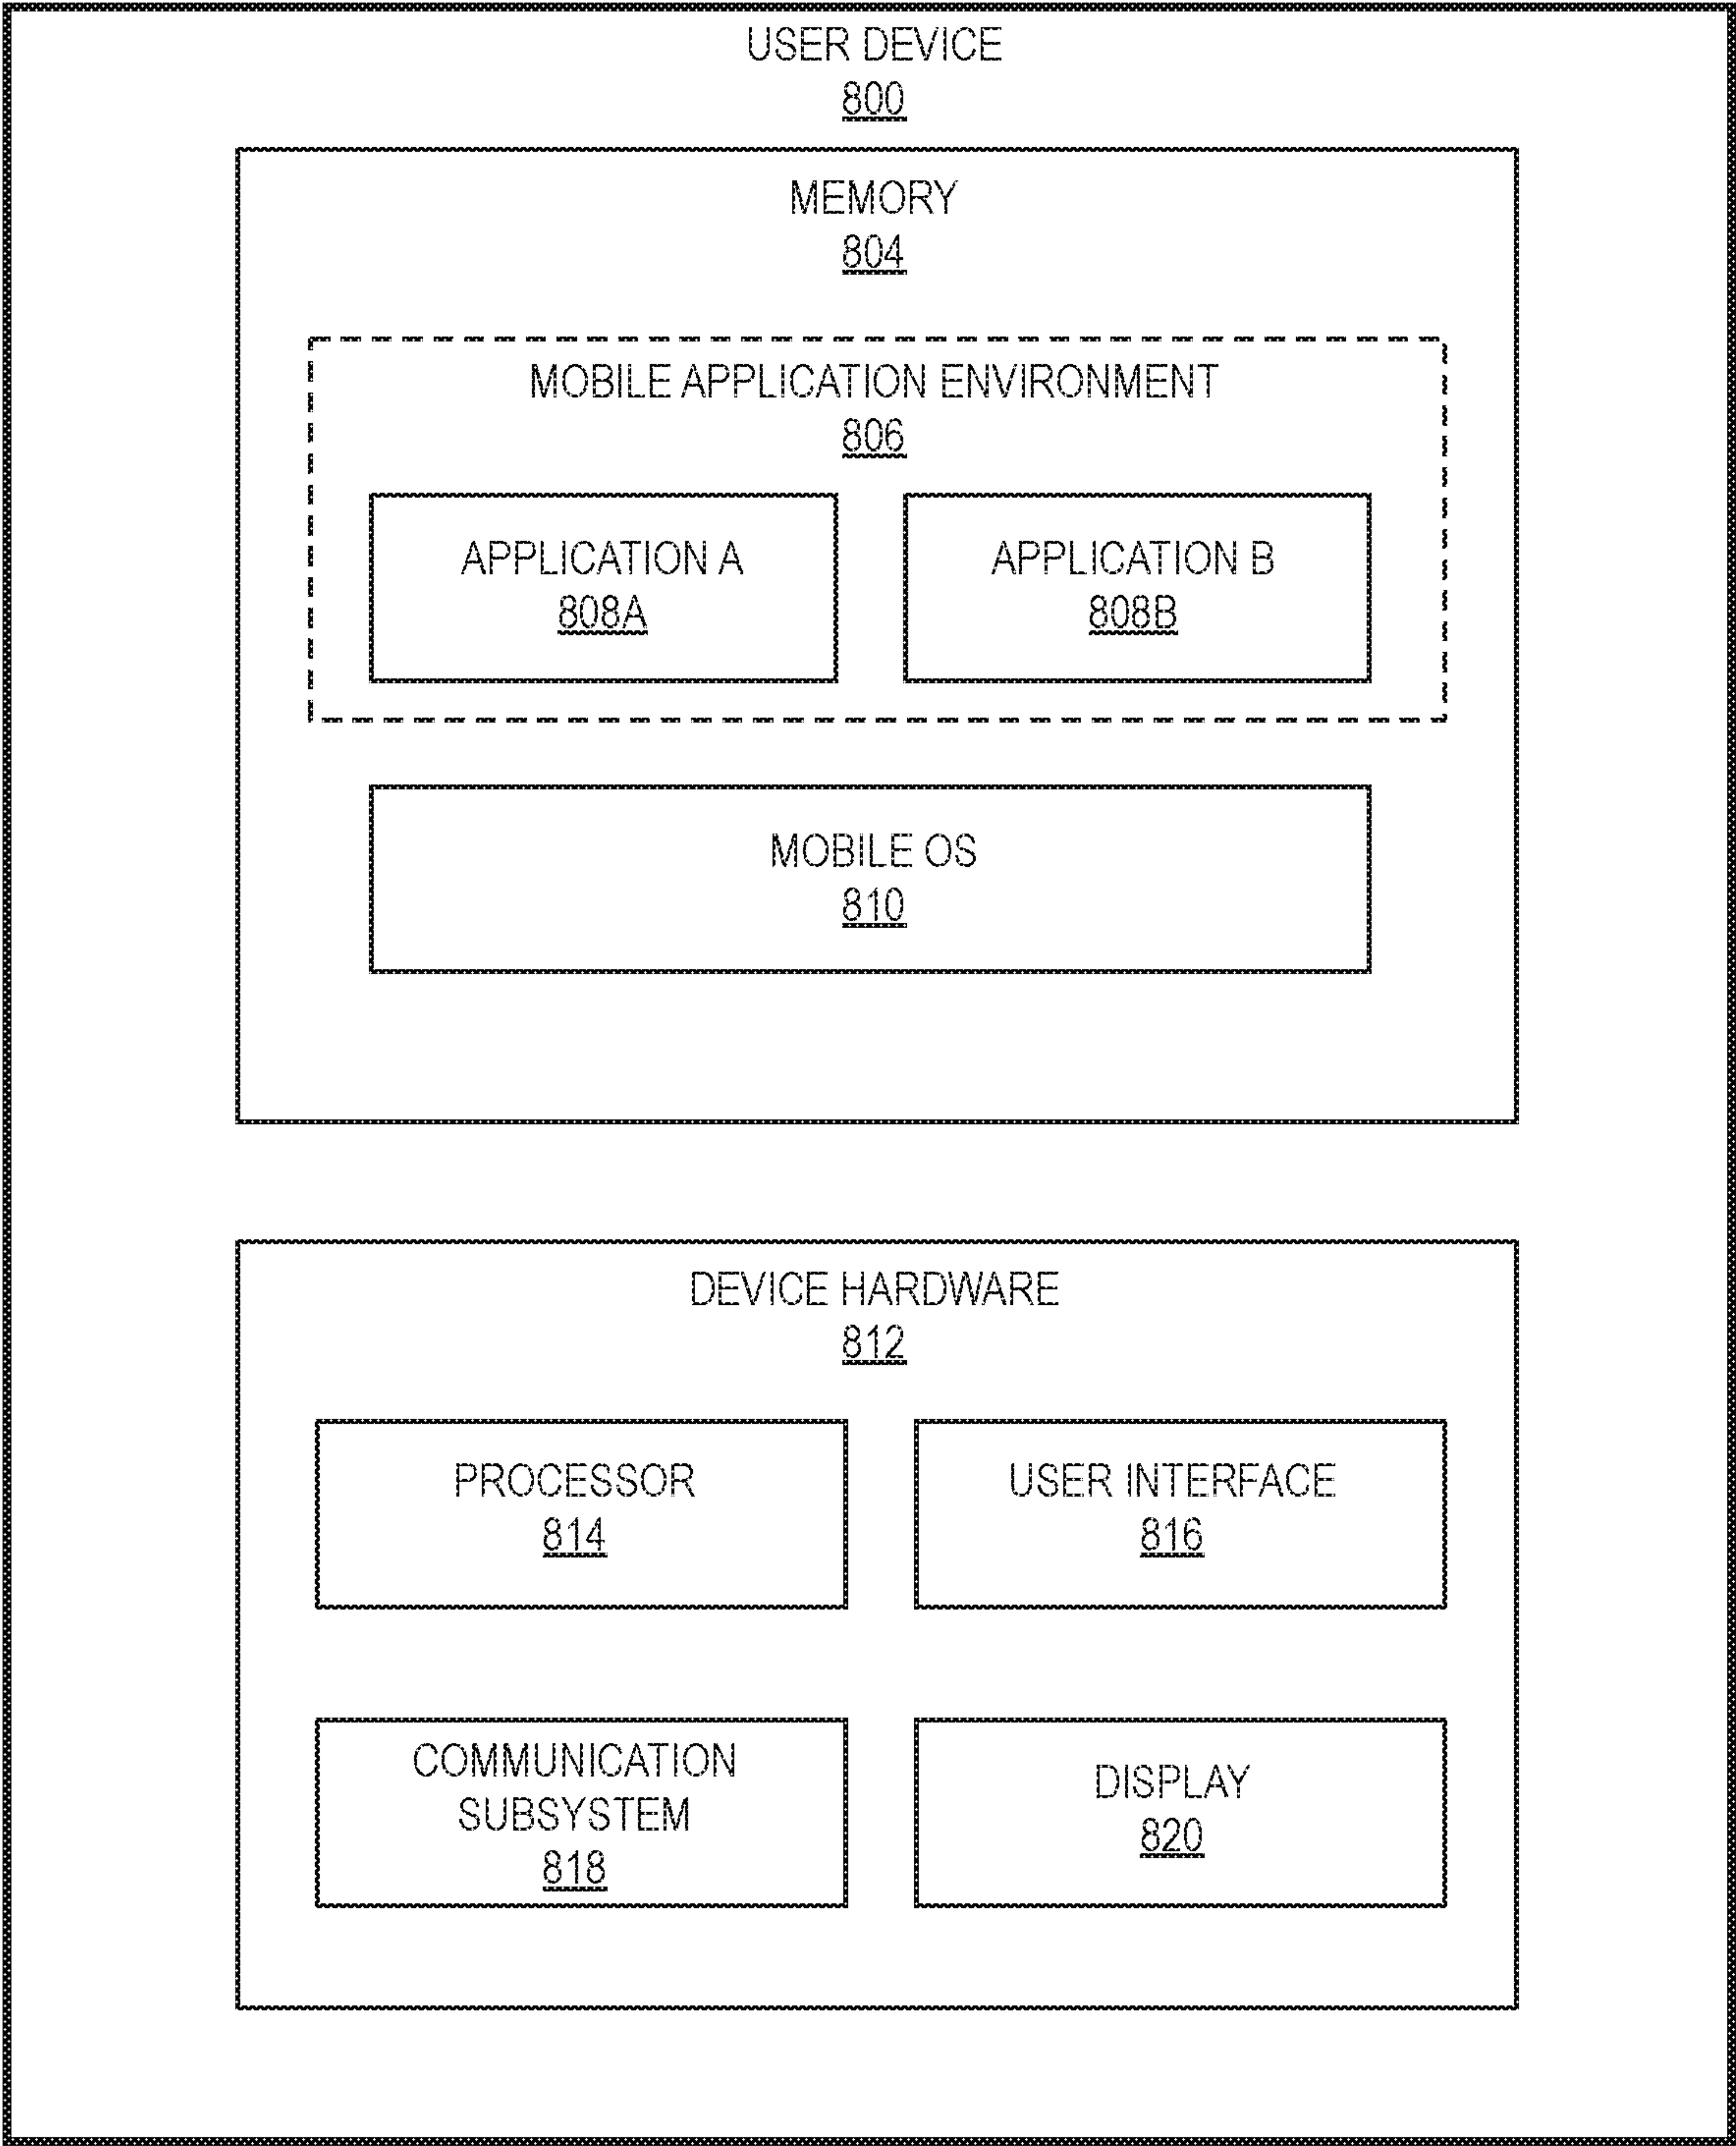 USER DEVICE
800
MEMORY
804
MOBILE APPLICATION ENVIRONMENT
806
APPLICATION A
808A
APPLICATION B
808B
MOBILE OS
810
DEVICE HARDWARE
812
PROCESSOR
814
USER INTERFACE
816
COMMUNICATION
SUBSYSTEM
818
DISPLAY
820